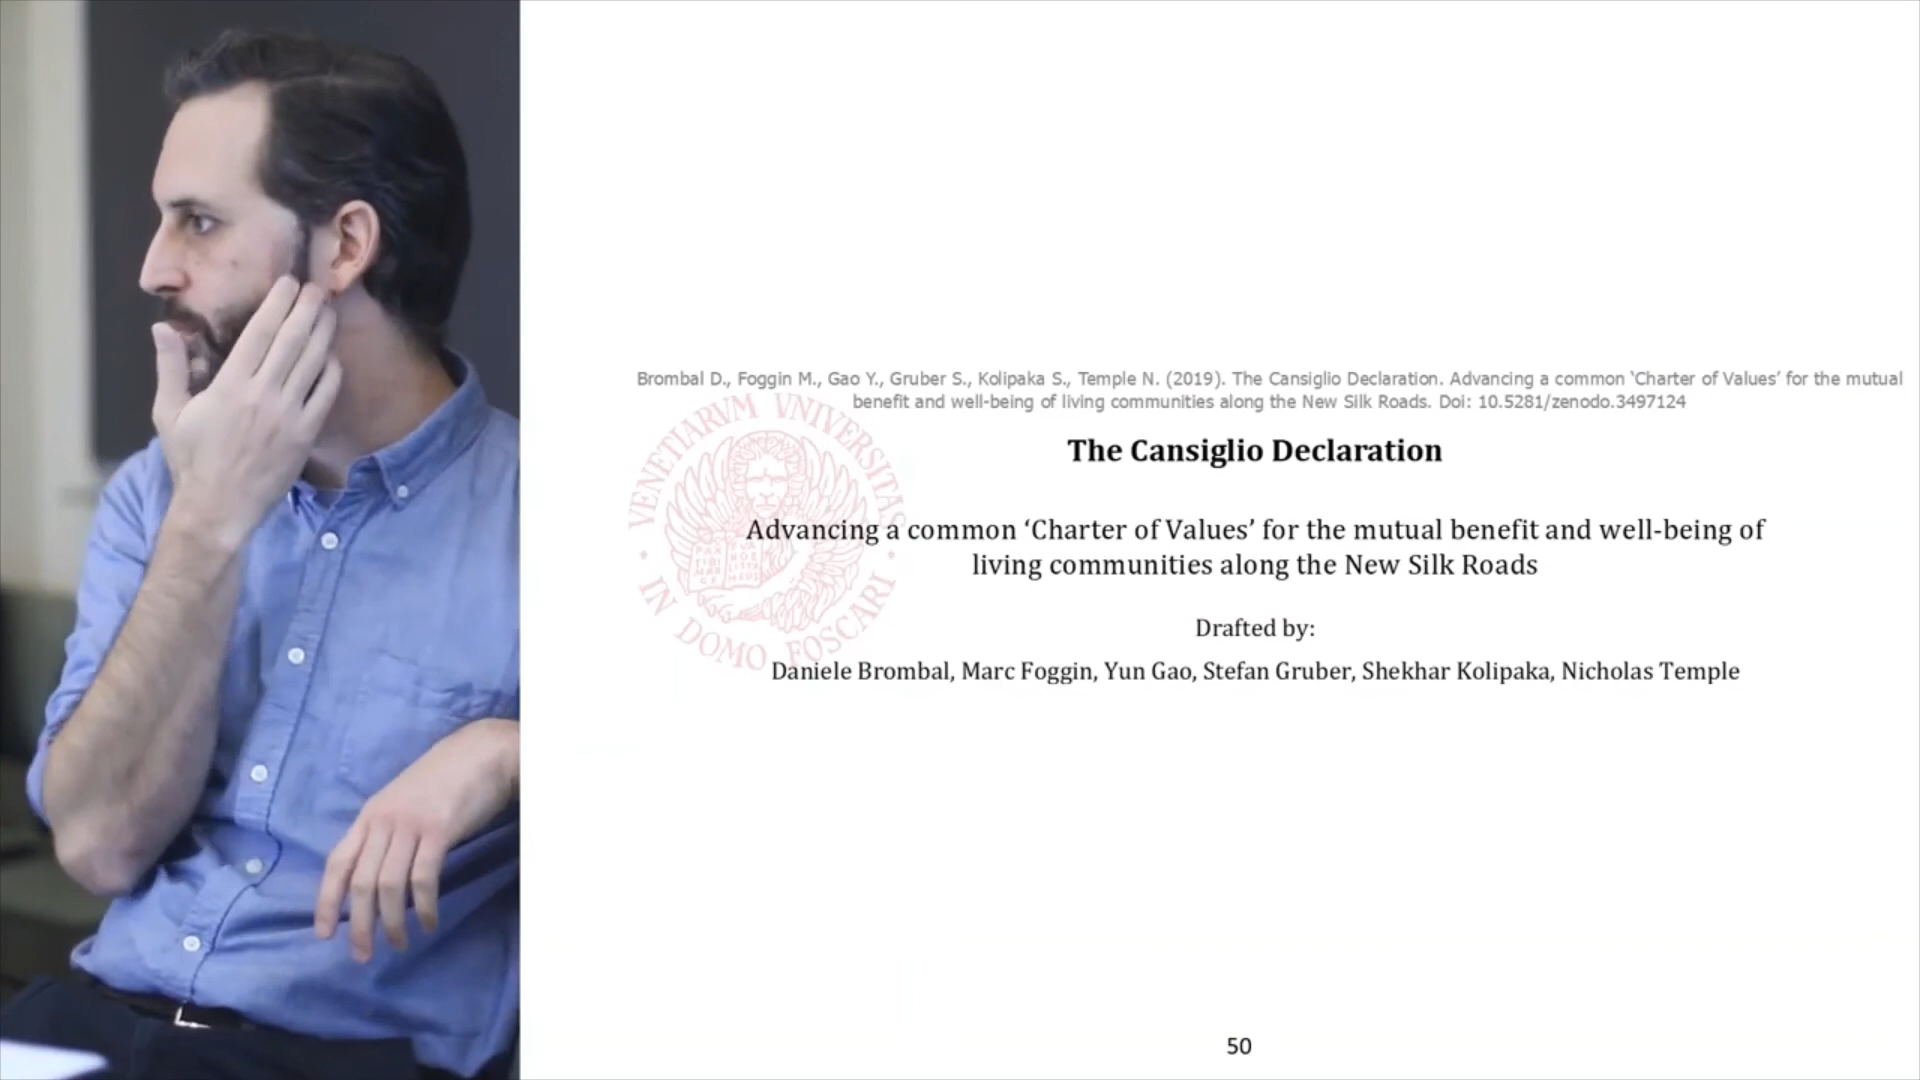 Brombal D., Foggin M., Gao Y., Gruber S., Kolipaka S., Temple N. (2019). The Cansiglio Declaration. Advancing a common ‘Charter of Values’ for the mutual
benefit and well-being of living communities along the New Silk Roads. Doi: 10.5281/zenodo.3497124
VENETIARVM VNIVERSITAS
IN DOMO FOSCARI
The Cansiglio Declaration
Advancing a common ‘Charter of Values’ for the mutual benefit and well-being of
living communities along the New Silk Roads
Drafted by:
Daniele Brombal, Marc Foggin, Yun Gao, Stefan Gruber, Shekhar Kolipaka, Nicholas Temple
50